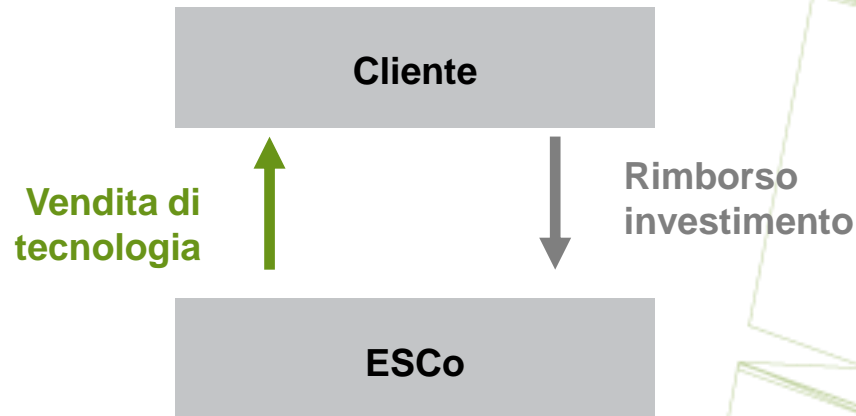 Cliente
Vendita di
tecnologia
Rimborso
investimento
ESCo